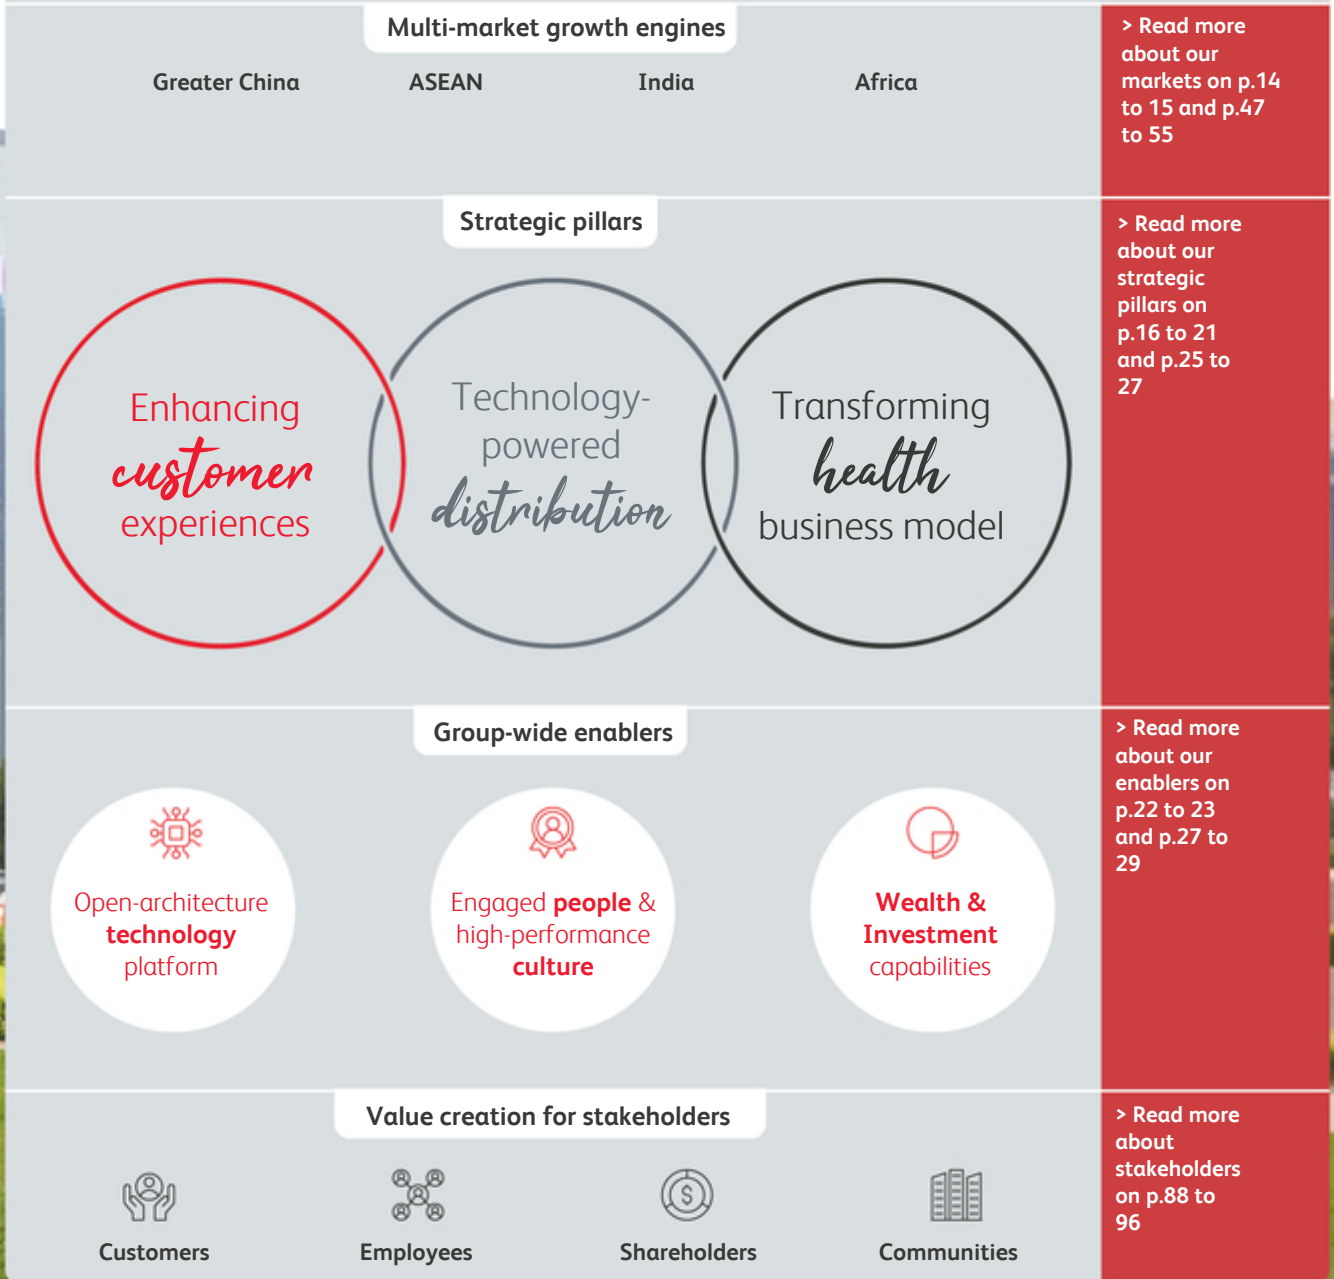 Multi-market growth engines
Greater China
ASEAN
India
Africa
> Read more
about our
markets on p.14
to 15 and p.47
to 55
Strategic pillars
Enhancing
customer
experiences
Technology-
powered
distribution
Transforming
health
business model
> Read more
about our
strategic
pillars on
p.16 to 21
and p.25 to
27
Group-wide enablers
Open-architecture
technology
platform
Engaged people &
high-performance
culture
Wealth &
Investment
capabilities
> Read more
about our
enablers on
p.22 to 23
and p.27 to
29
Value creation for stakeholders
Customers
Employees
$
Shareholders
Communities
> Read more
about
stakeholders
on p.88 to
96